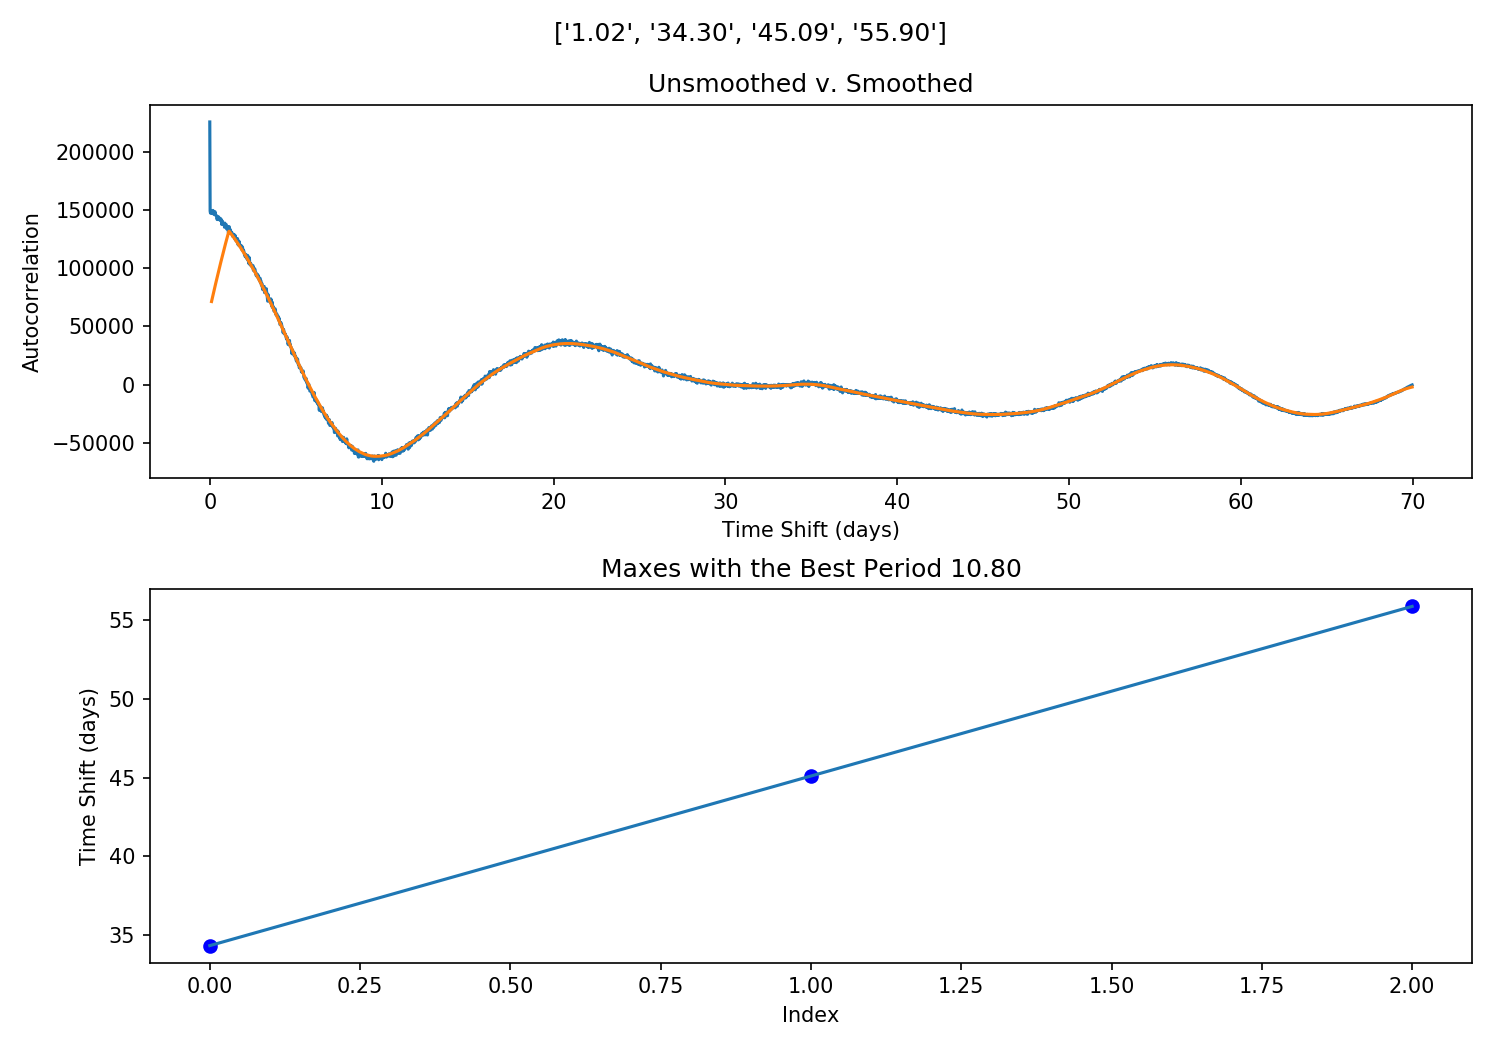 ['1.02', '34.30', '45.09', '55.90']
Unsmoothed v. Smoothed
Autocorrelation
200000
150000
100000
50000
0
−50000
0 10 20 30 40 50 60 70
Time Shift (days)
Maxes with the Best Period 10.80
Time Shift (days)
55
50
45
40
35
0.00 0.25 0.50 0.75 1.00 1.25 1.50 1.75 2.00
Index